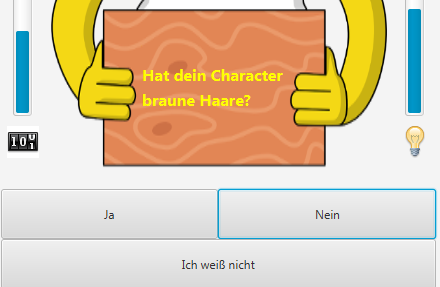 Hat dein Character
braune Haare?
Ja
Nein
Ich weiß nicht